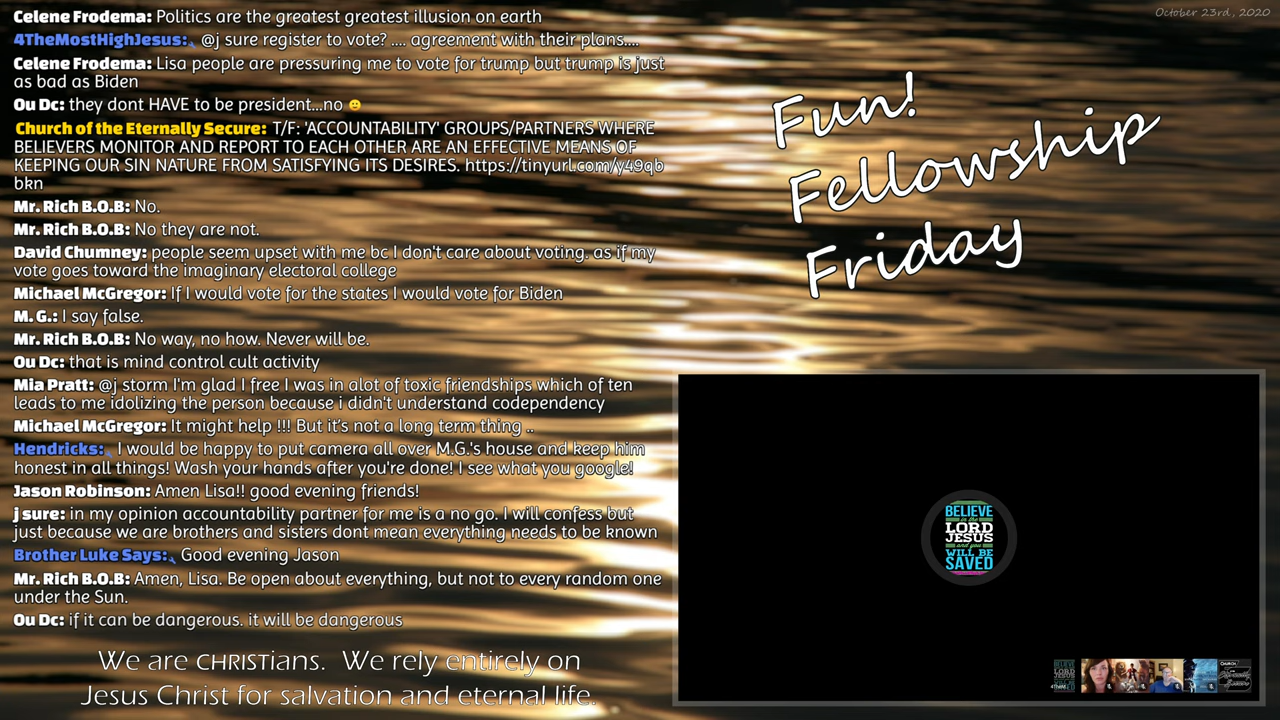 Celene Frodema: Politics are the greatest greatest illusion on earth
4TheMostHighJesus: @j sure register to vote? .... agreement with their plans....
Celene Frodema: Lisa people are pressuring me to vote for trump but trump is just
as bad as Biden
Ou Dc: they dont HAVE to be president...no 🙂
Church of the Eternally Secure: T/F: 'ACCOUNTABILITY' GROUPS/PARTNERS WHERE
BELIEVERS MONITOR AND REPORT TO EACH OTHER ARE AN EFFECTIVE MEANS OF
KEEPING OUR SIN NATURE FROM SATISFYING ITS DESIRES. https://tinyurl.com/y49qb
bkn
Mr. Rich B.O.B: No.
Mr. Rich B.O.B: No they are not.
David Chumney: people seem upset with me bc I don't care about voting. as if my
vote goes toward the imaginary electoral college
Michael McGregor: If I would vote for the states I would vote for Biden
M. G.: I say false.
Mr. Rich B.O.B: No way, no how. Never will be.
Ou Dc: that is mind control cult activity
Mia Pratt: @j storm I'm glad I free I was in alot of toxic friendships which of ten
leads to me idolizing the person because i didn't understand codependency
Michael McGregor: It might help !!! But it's not a long term thing ..
Hendricks: I would be happy to put camera all over M.G.'s house and keep him
honest in all things! Wash your hands after you're done! I see what you google!
Jason Robinson: Amen Lisa!! good evening friends!
j sure: in my opinion accountability partner for me is a no go. I will confess but
just because we are brothers and sisters dont mean everything needs to be known
Brother Luke Says: Good evening Jason
Mr. Rich B.O.B: Amen, Lisa. Be open about everything, but not to every random one
under the Sun.
Ou Dc: if it can be dangerous. it will be dangerous
We are CHRISTians. We rely entirely on
Jesus Christ for salvation and eternal life.
October 23rd, 2020
Fun!
Fellowship
Friday
BELIEVE
in the
LORD
JESUS
and you
WILL BE
SAVED